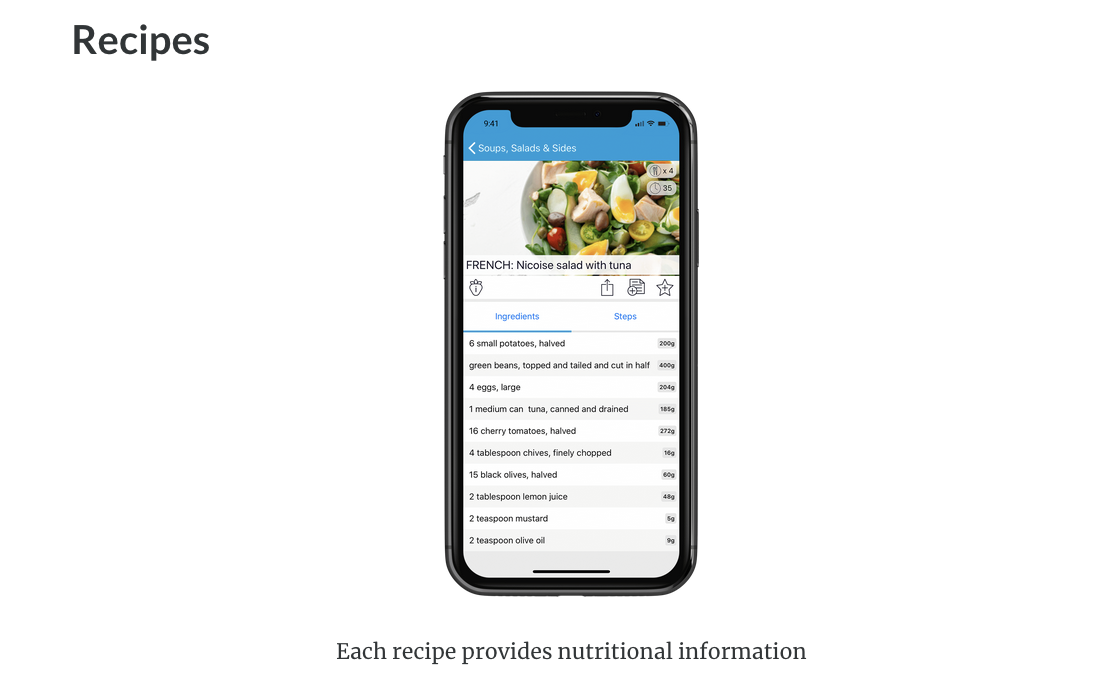 Recipes
9:41
Soups, Salads & Sides
x 4
35
FRENCH: Nicoise salad with tuna
Ingredients Steps
6 small potatoes, halved 200g
green beans, topped and tailed and cut in half 400g
4 eggs, large 204g
1 medium can tuna, canned and drained 185g
16 cherry tomatoes, halved 272g
4 tablespoon chives, finely chopped 16g
15 black olives, halved 60g
2 tablespoon lemon juice 48g
2 teaspoon mustard 5g
2 teaspoon olive oil 9g
Each recipe provides nutritional information